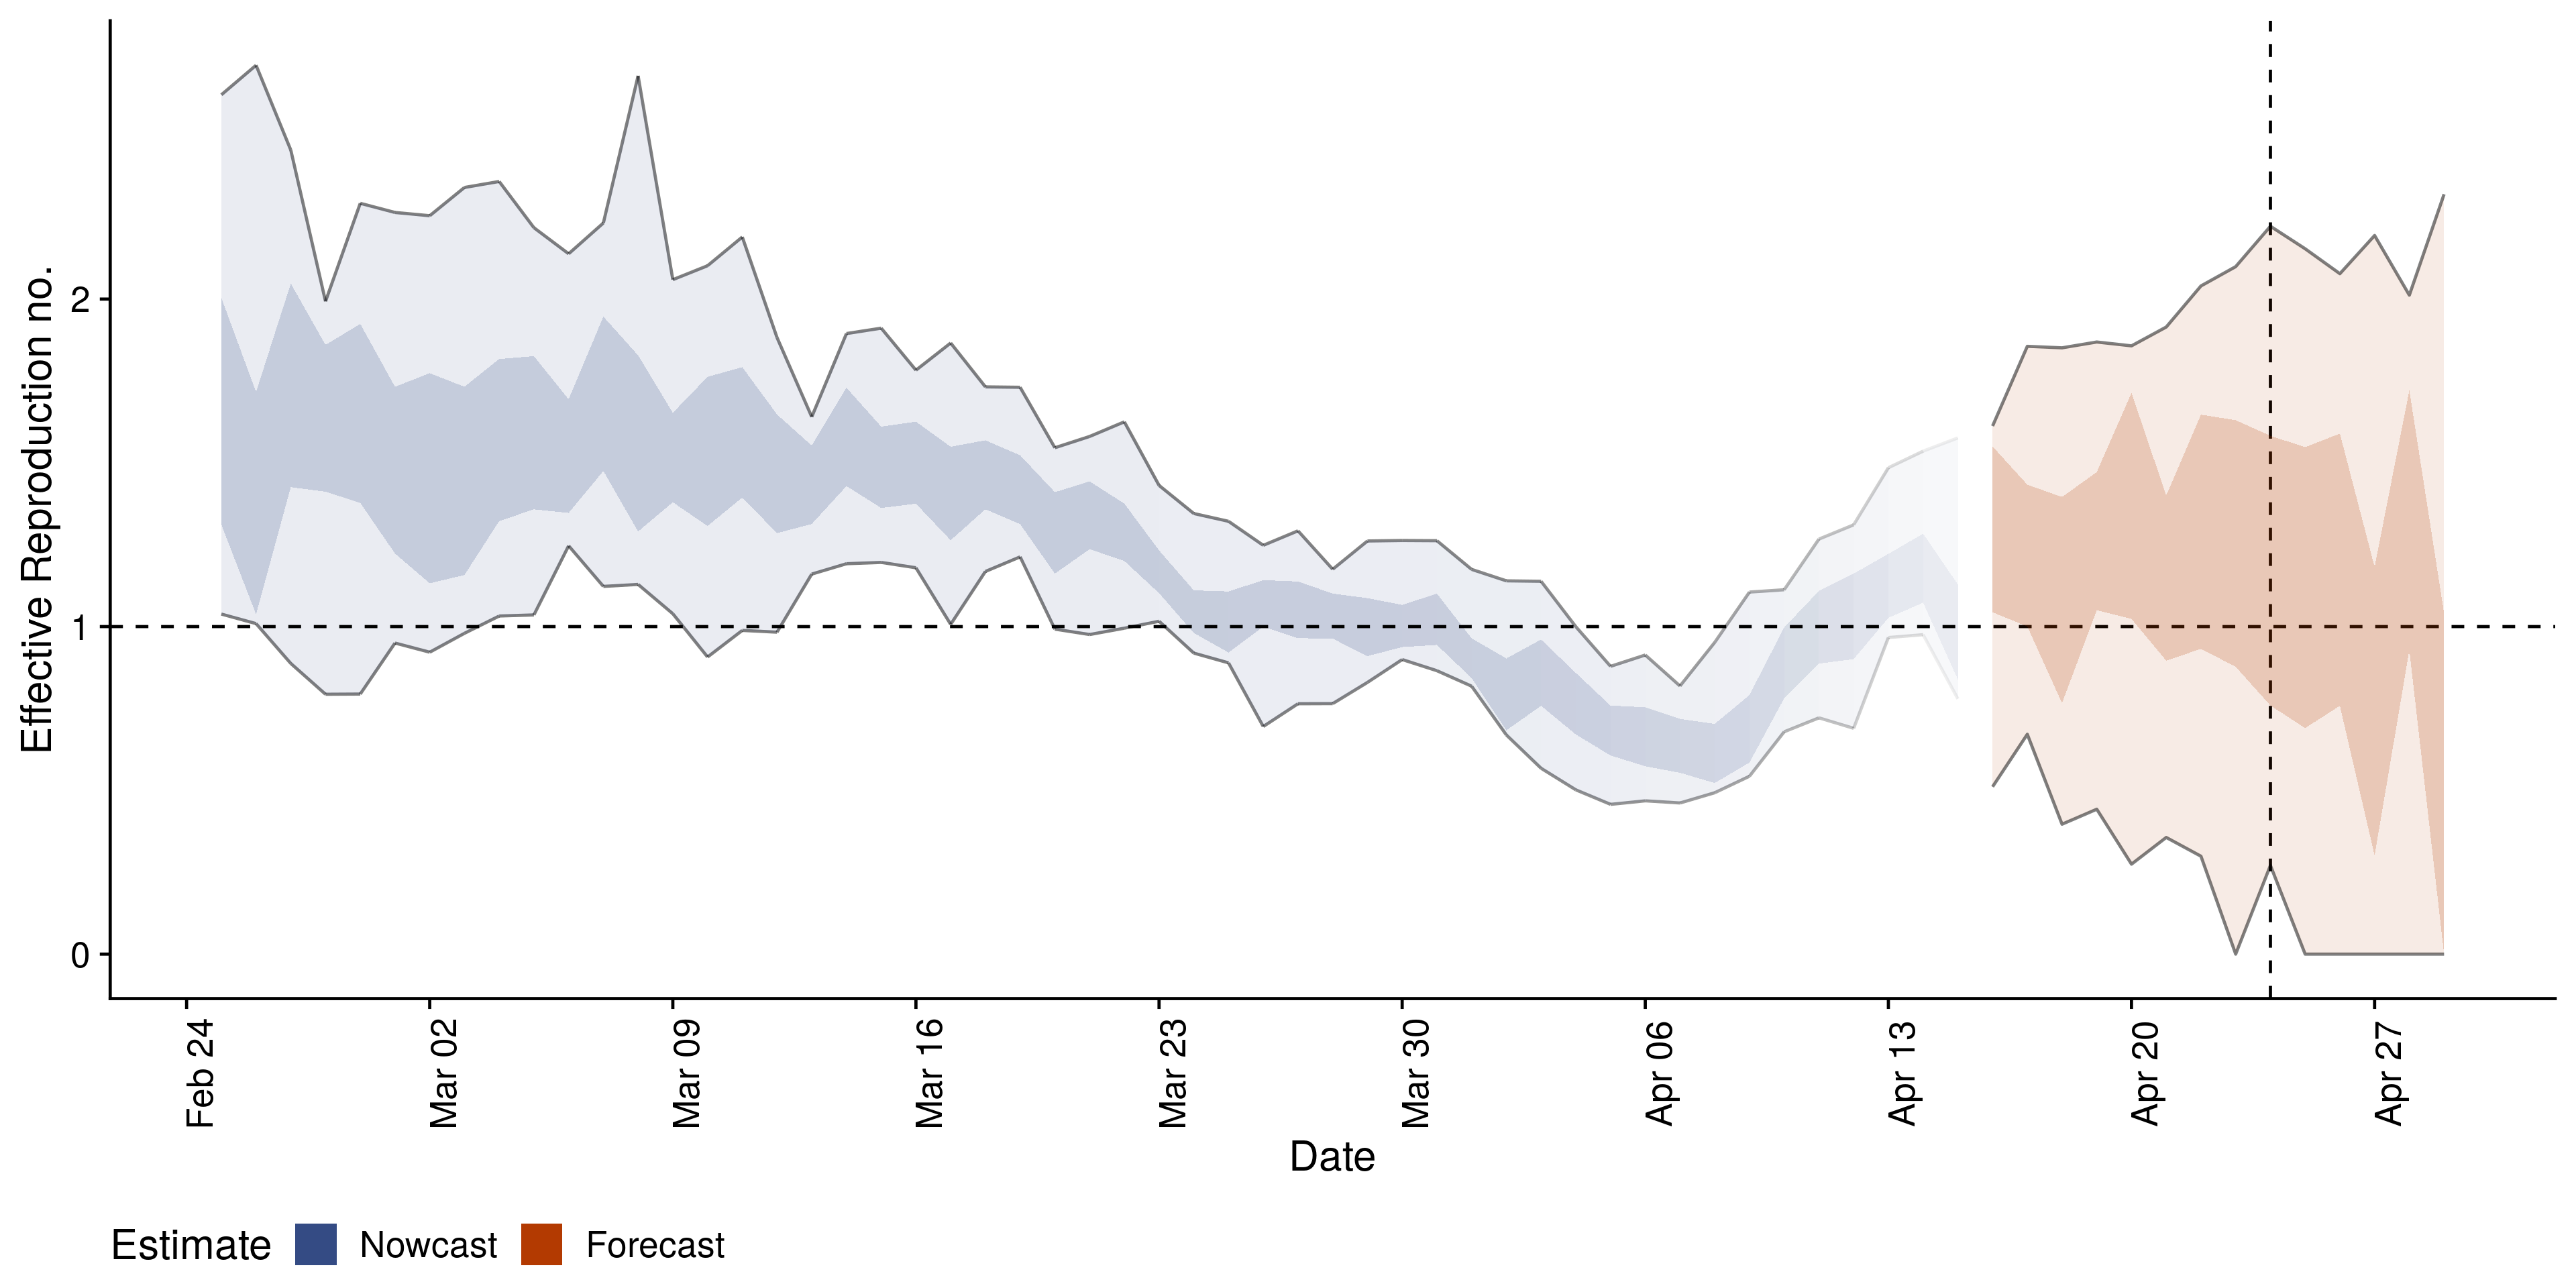 Effective Reproduction no.
2
1
0
Feb 24
Mar 02
Mar 09
Mar 16
Mar 23
Mar 30
Apr 06
Apr 13
Apr 20
Apr 27
Date
Estimate Nowcast Forecast